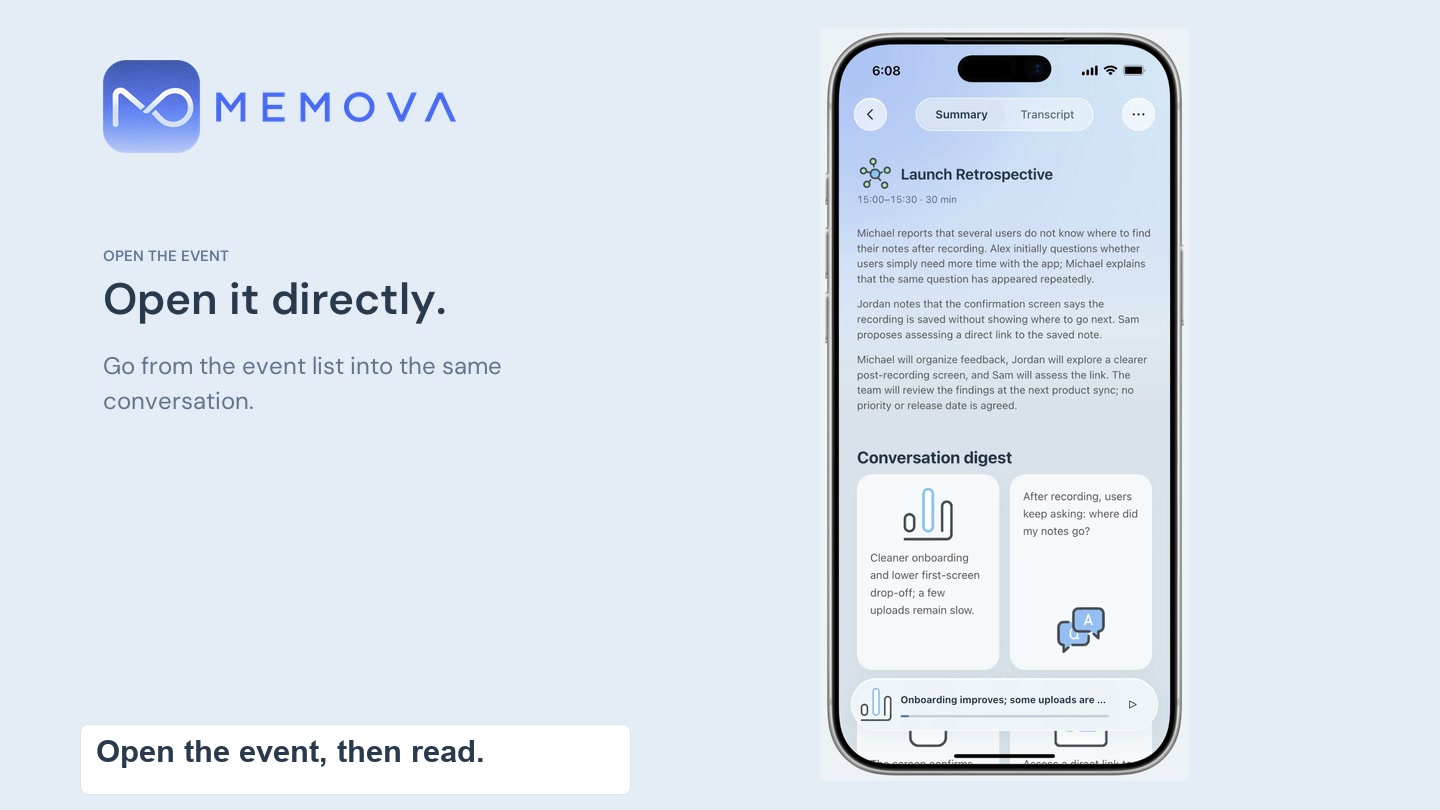 MEMOVA
OPEN THE EVENT
Open it directly.
Go from the event list into the same
conversation.
Open the event, then read.
6:08
Summary
Transcript
Launch Retrospective
15:00–15:30 · 30 min
Michael reports that several users do not know where to find
their notes after recording. Alex initially questions whether
users simply need more time with the app; Michael explains
that the same question has appeared repeatedly.
Jordan notes that the confirmation screen says the
recording is saved without showing where to go next. Sam
proposes assessing a direct link to the saved note.
Michael will organize feedback, Jordan will explore a clearer
post-recording screen, and Sam will assess the link. The
team will review the findings at the next product sync; no
priority or release date is agreed.
Conversation digest
Cleaner onboarding
and lower first-screen
drop-off; a few
uploads remain slow.
After recording, users
keep asking: where did
my notes go?
A
Q
Onboarding improves; some uploads are ...
The screen confirms
Assess a direct link to